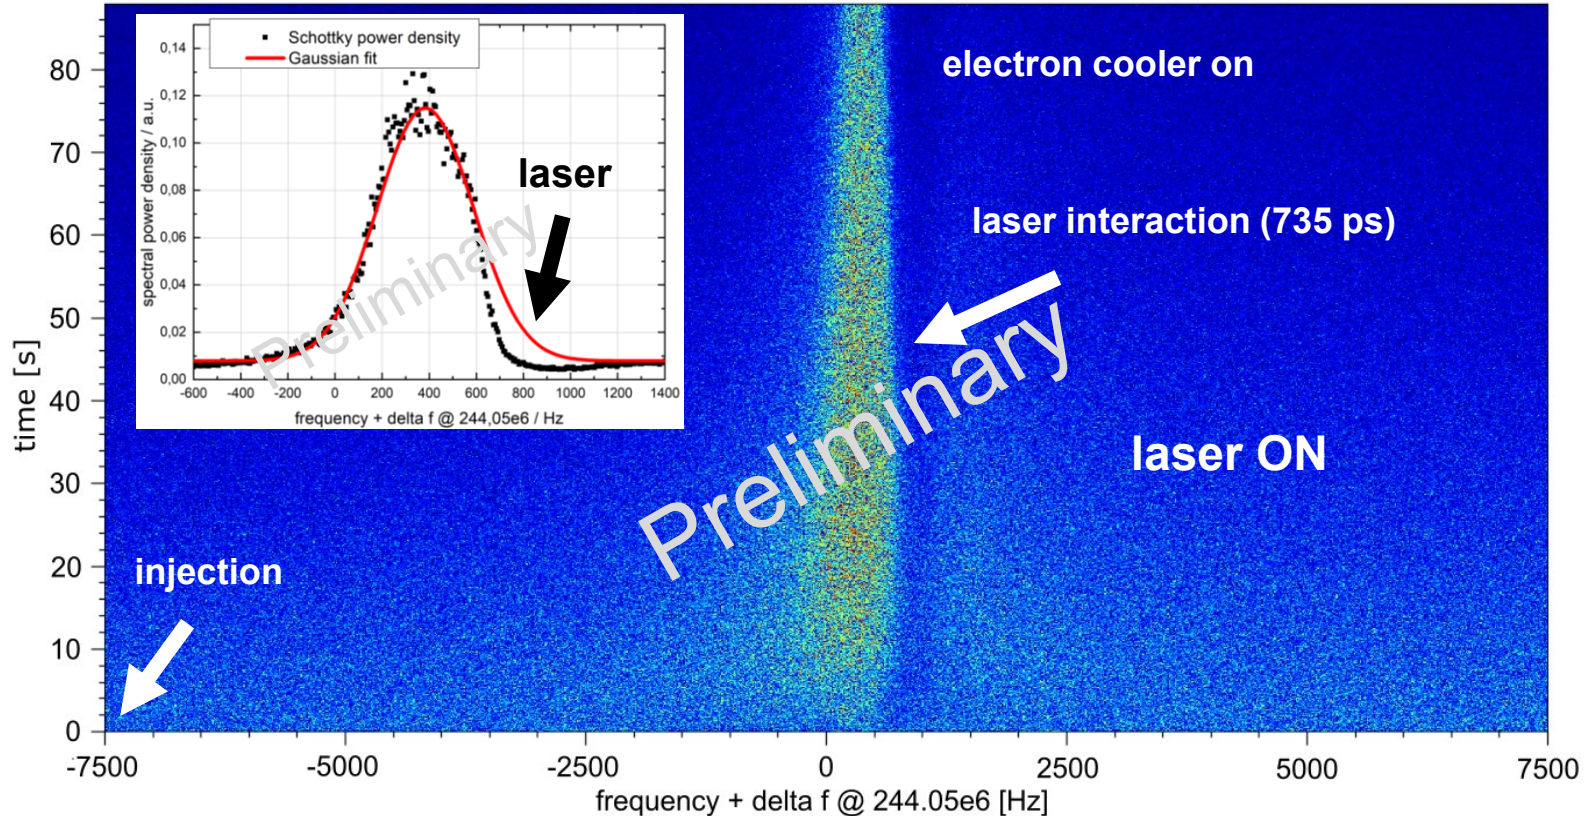 Schottky power density
Gaussian fit
spectral power density / a.u.
0,14
0,12
0,10
0,08
0,06
0,04
0,02
0,00
-600 -400 -200 0 200 400 600 800 1000 1200 1400
frequency + delta f @ 244,05e6 / Hz
laser
Preliminary
electron cooler on
laser interaction (735 ps)
laser ON
Preliminary
injection
time [s]
80
70
60
50
40
30
20
10
0
-7500 -5000 -2500 0 2500 5000 7500
frequency + delta f @ 244.05e6 [Hz]